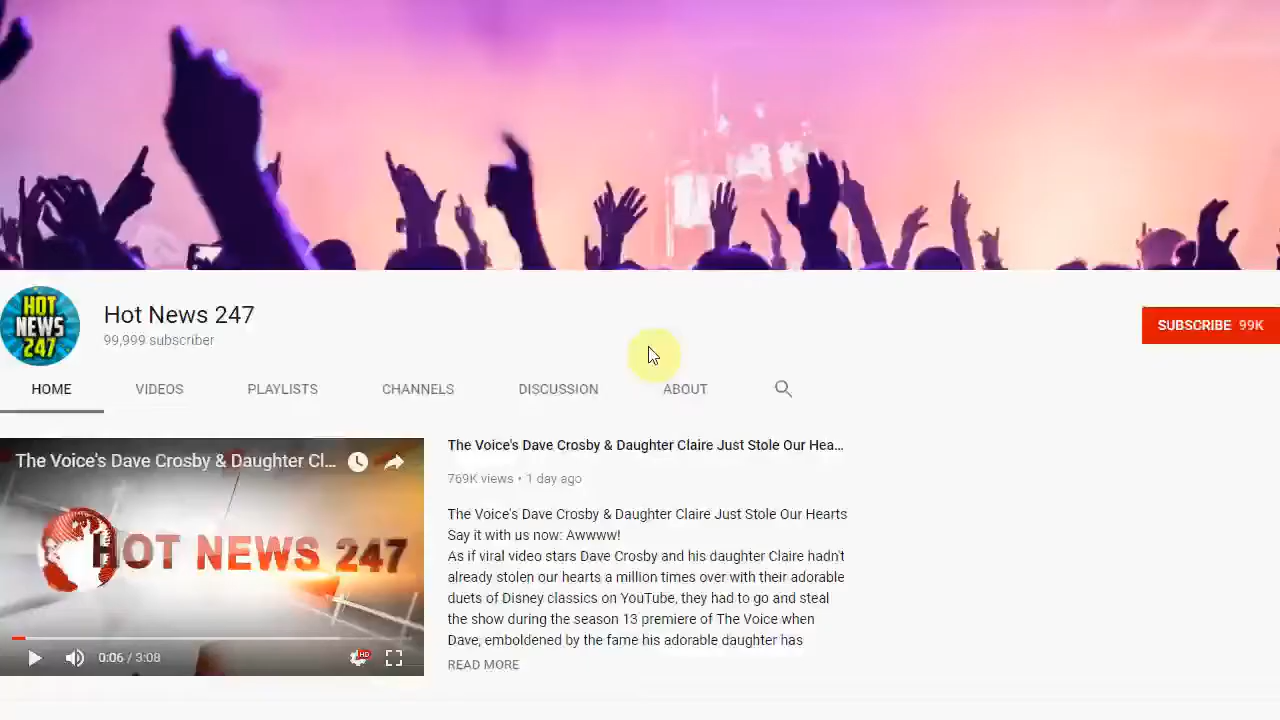 HOT
NEWS
247
Hot News 247
99,999 subscriber
SUBSCRIBE 99K
HOME
VIDEOS
PLAYLISTS
CHANNELS
DISCUSSION
ABOUT
The Voice's Dave Crosby & Daughter Cl...
HOT NEWS 247
0:06 / 3:08
HD
The Voice's Dave Crosby & Daughter Claire Just Stole Our Hea...
769K views • 1 day ago
The Voice's Dave Crosby & Daughter Claire Just Stole Our Hearts
Say it with us now: Awwww!
As if viral video stars Dave Crosby and his daughter Claire hadn't
already stolen our hearts a million times over with their adorable
duets of Disney classics on YouTube, they had to go and steal
the show during the season 13 premiere of The Voice when
Dave, emboldened by the fame his adorable daughter has
READ MORE